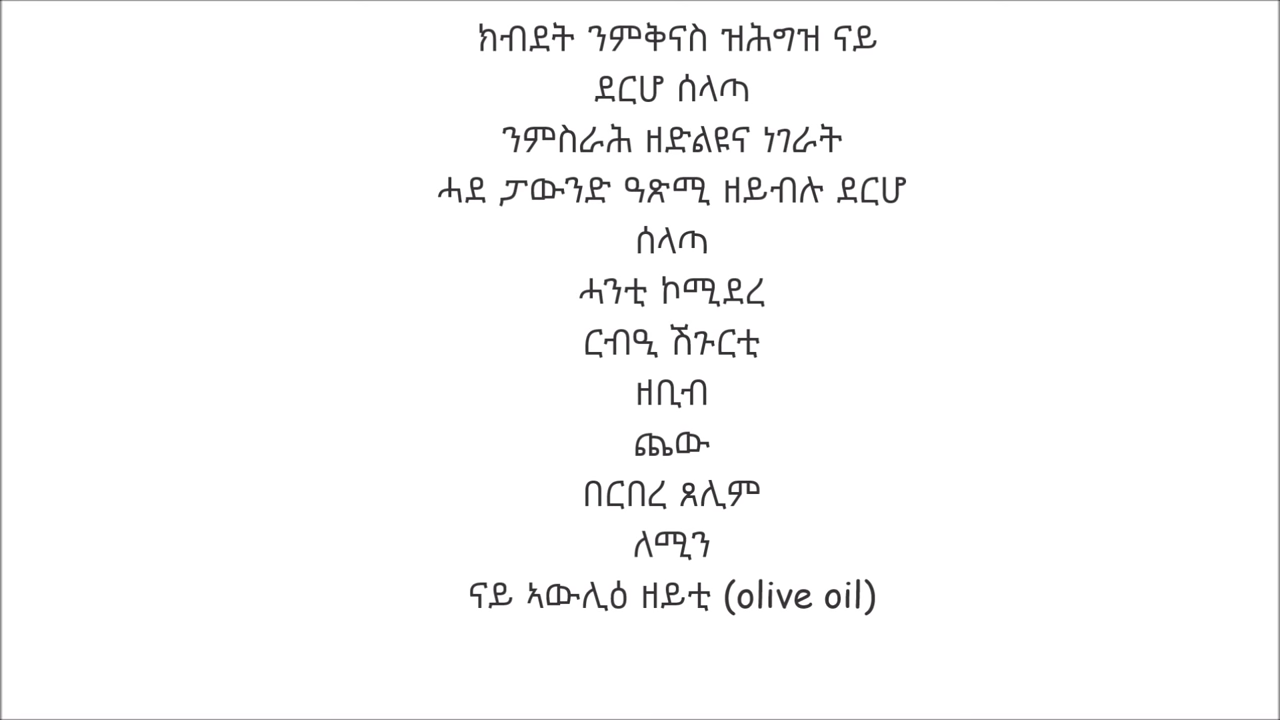 ክብደት ንምቕናስ ዝሕግዝ ናይ
ደርሆ ሰላጣ
ንምስራሕ ዘድልዩና ነገራት
ሓደ ፓውንድ ዓጽሚ ዘይብሉ ደርሆ
ሰላጣ
ሓንቲ ኮሚደረ
ርብዒ ሽጉርቲ
ዘቢብ
ጨው
በርበረ ጸሊም
ለሚን
ናይ ኣውሊዕ ዘይቲ (olive oil)